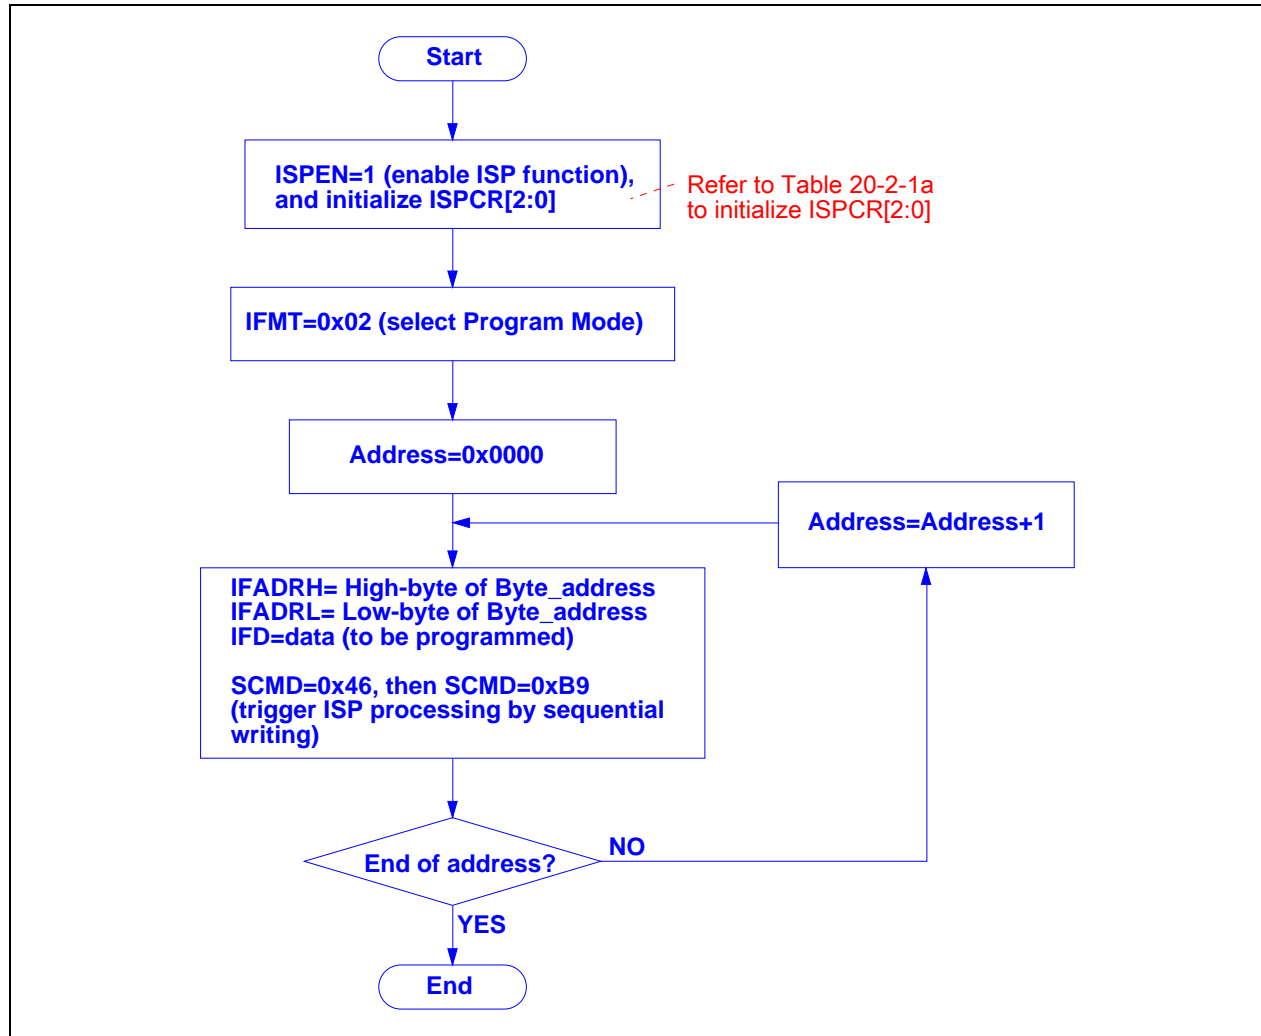 Start
ISPEN=1 (enable ISP function),
and initialize ISPCR[2:0]
Refer to Table 20-2-1a
to initialize ISPCR[2:0]
IFMT=0x02 (select Program Mode)
Address=0x0000
Address=Address+1
IFADRH= High-byte of Byte_address
IFADRL= Low-byte of Byte_address
IFD=data (to be programmed)
SCMD=0x46, then SCMD=0xB9
(trigger ISP processing by sequential
writing)
End of address?
NO
YES
End